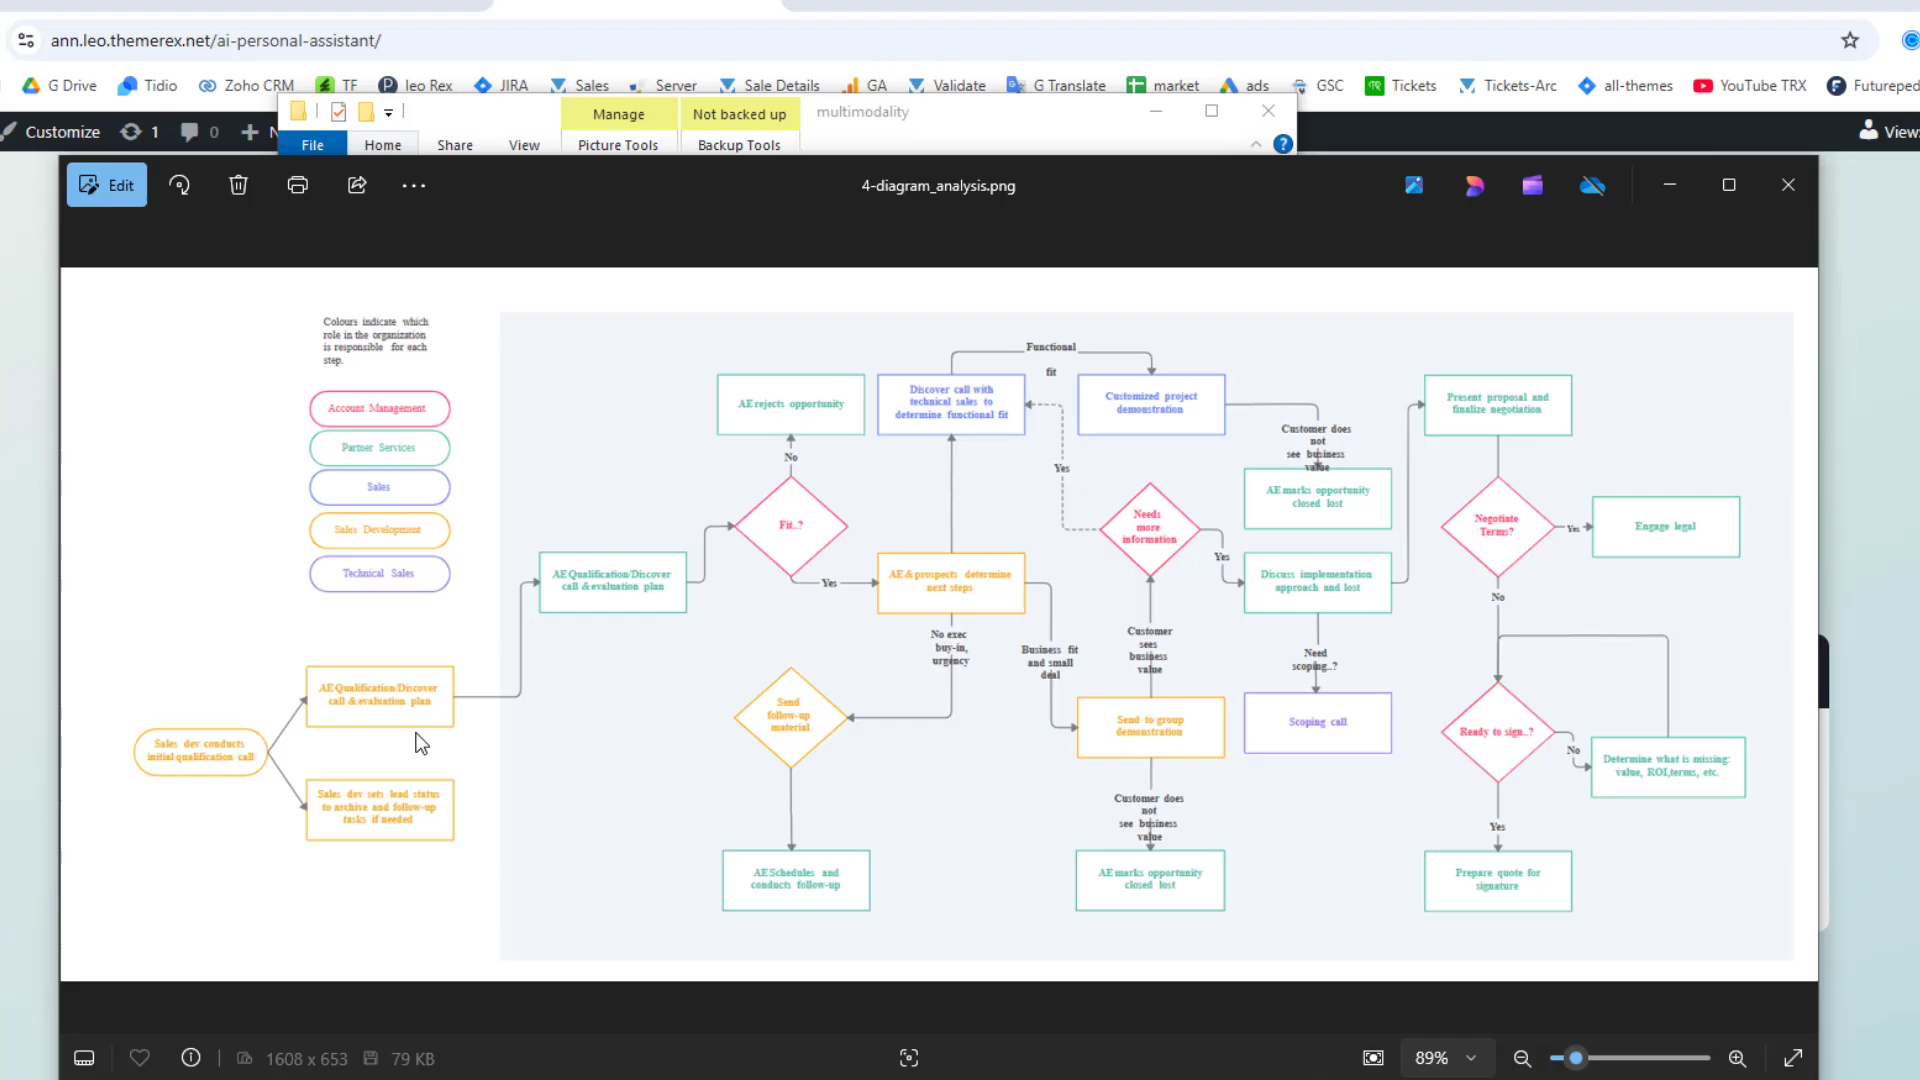 ann.leo.themerex.net/ai-personal-assistant/
G Drive
Tidio
Zoho CRM
TF
leo Rex
JIRA
Sales
Server
Sale Details
GA
Validate
G Translate
market
ads
GSC
Tickets
Tickets-Arc
all-themes
YouTube TRX
Futureped
Manage
Not backed up
multimodality
Customize
1
0
N
View
File
Home
Share
View
Picture Tools
Backup Tools
Edit
4-diagram_analysis.png
Colours indicate which
role in the organization
is responsible for each
step.
Account Management
Partner Services
Sales
Sales Development
Technical Sales
Sales dev conducts
initial qualification call
AE Qualification/Discover
call & evaluation plan
Sales dev sets lead status
to archive and follow-up
tasks if needed
AE Qualification/Discover
call & evaluation plan
AE rejects opportunity
No
Fit..?
Yes
Discover call with
technical sales to
determine functional fit
AE & prospects determine
next steps
No exec
buy-in,
urgency
Send
follow-up
material
AE Schedules and
conducts follow-up
Functional
fit
Customized project
demonstration
Yes
Needs
more
information
Business fit
and small
deal
Customer
sees
business
value
Send to group
demonstration
Customer does
not
see business
value
AE marks opportunity
closed lost
Customer does
not
see business
value
AE marks opportunity
closed lost
Yes
Discuss implementation
approach and lost
Need
scoping..?
Scoping call
Present proposal and
finalize negotiation
Negotiate
Terms?
Yes
Engage legal
No
Ready to sign..?
No
Determine what is missing:
value, ROI,terms, etc.
Yes
Prepare quote for
signature
1608 x 653
79 KB
89%